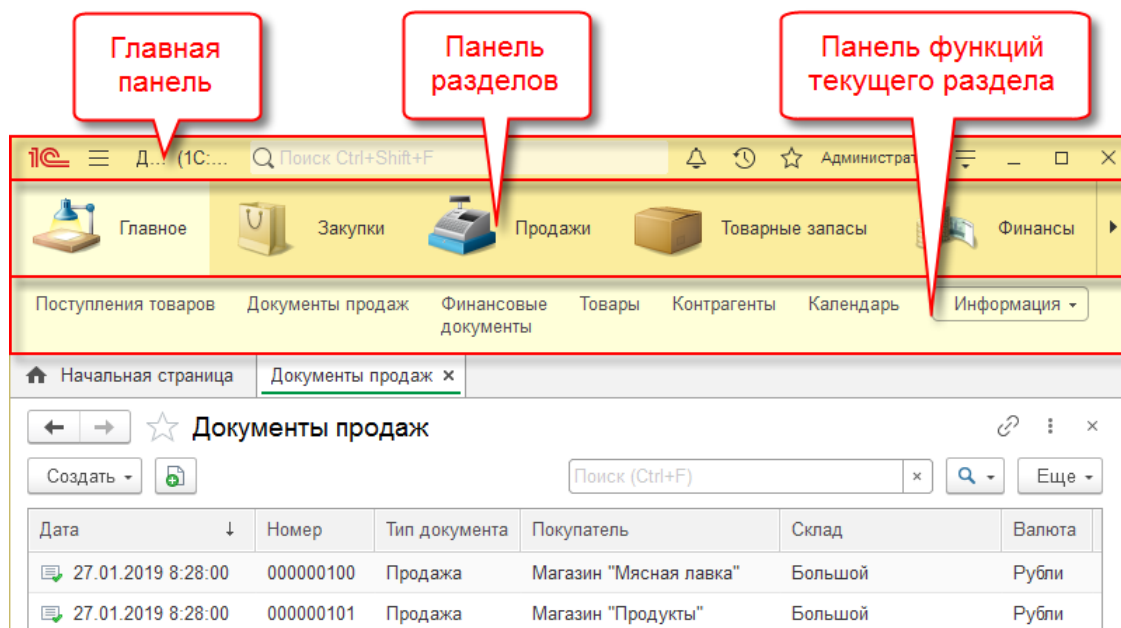 Главная
панель
Панель
разделов
Панель функций
текущего раздела
1С Д... (1С:... Поиск Ctrl+Shift+F Администрат
Главное Закупки Продажи Товарные запасы Финансы
Поступления товаров Документы продаж Финансовые Товары Контрагенты Календарь Информация
документы
Начальная страница Документы продаж ×
Документы продаж
Создать Поиск (Ctrl+F) × Еще
Дата ↓ Номер Тип документа Покупатель Склад Валюта
27.01.2019 8:28:00 000000100 Продажа Магазин "Мясная лавка" Большой Рубли
27.01.2019 8:28:00 000000101 Продажа Магазин "Продукты" Большой Рубли